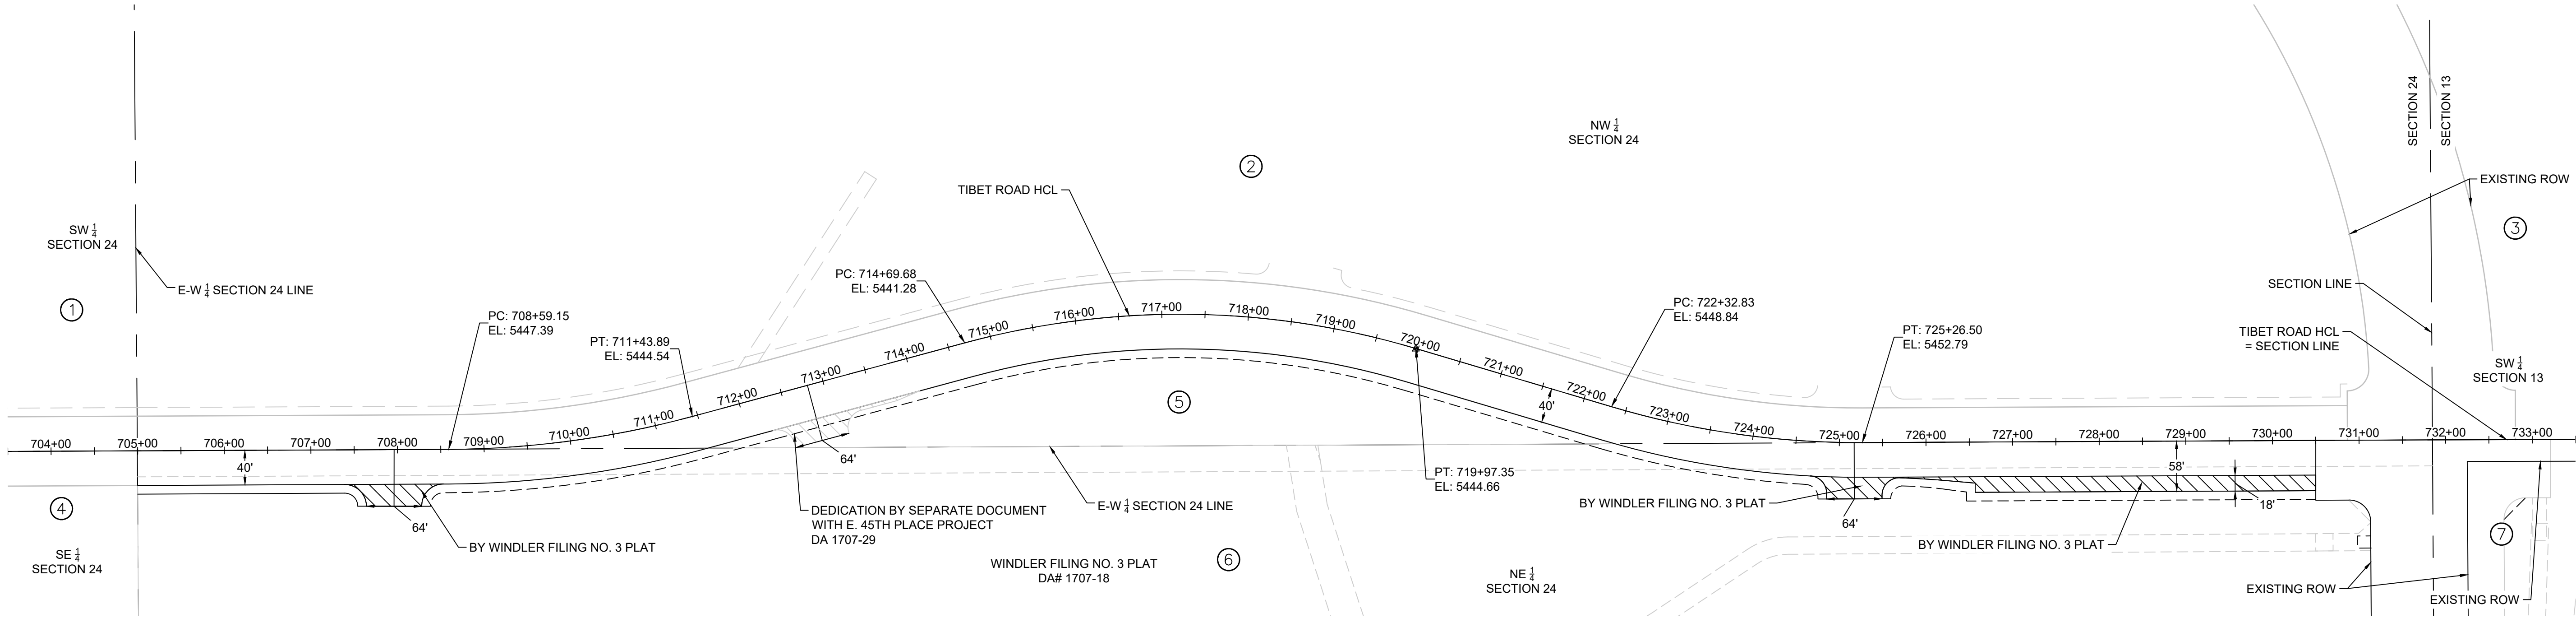 SECTION 24
SECTION 13
NW 1/4
SECTION 24
2
TIBET ROAD HCL
EXISTING ROW
3
SW 1/4
SECTION 24
E-W 1/4 SECTION 24 LINE
1
PC: 714+69.68
EL: 5441.28
PC: 708+59.15
EL: 5447.39
PT: 711+43.89
EL: 5444.54
PC: 722+32.83
EL: 5448.84
PT: 725+26.50
EL: 5452.79
SECTION LINE
TIBET ROAD HCL
= SECTION LINE
SW 1/4
SECTION 13
704+00
705+00
706+00
707+00
708+00
709+00
710+00
711+00
712+00
713+00
714+00
715+00
716+00
717+00
718+00
719+00
720+00
721+00
722+00
723+00
724+00
725+00
726+00
727+00
728+00
729+00
730+00
731+00
732+00
733+00
40'
5
40'
64'
58'
PT: 719+97.35
EL: 5444.66
4
64'
DEDICATION BY SEPARATE DOCUMENT
WITH E. 45TH PLACE PROJECT
DA 1707-29
E-W 1/4 SECTION 24 LINE
BY WINDLER FILING NO. 3 PLAT
64'
18'
BY WINDLER FILING NO. 3 PLAT
BY WINDLER FILING NO. 3 PLAT
7
SE 1/4
SECTION 24
WINDLER FILING NO. 3 PLAT
DA# 1707-18
6
NE 1/4
SECTION 24
EXISTING ROW
EXISTING ROW